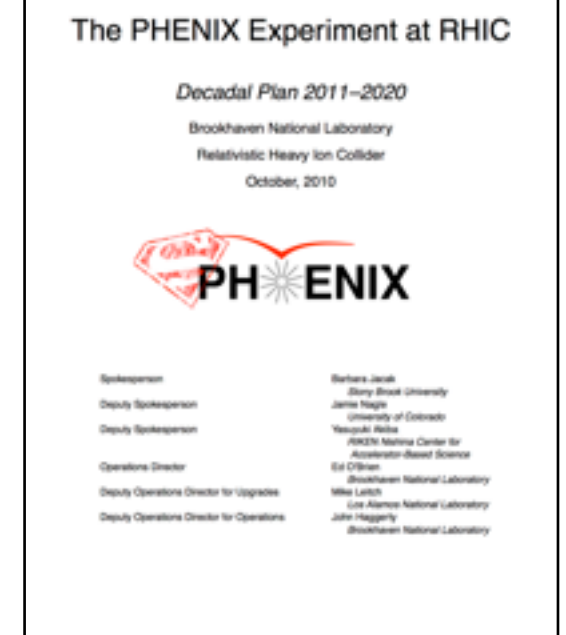 The PHENIX Experiment at RHIC
Decadal Plan 2011–2020
Brookhaven National Laboratory
Relativistic Heavy Ion Collider
October, 2010
PH ENIX
Spokesperson Barbara Jacak
Stony Brook University
Deputy Spokesperson Jamie Nagle
University of Colorado
Deputy Spokesperson Yasuyuki Akiba
RIKEN Nishina Center for
Accelerator-Based Science
Operations Director Ed O'Brien
Brookhaven National Laboratory
Deputy Operations Director for Upgrades Mike Leitch
Los Alamos National Laboratory
Deputy Operations Director for Operations John Haggerty
Brookhaven National Laboratory